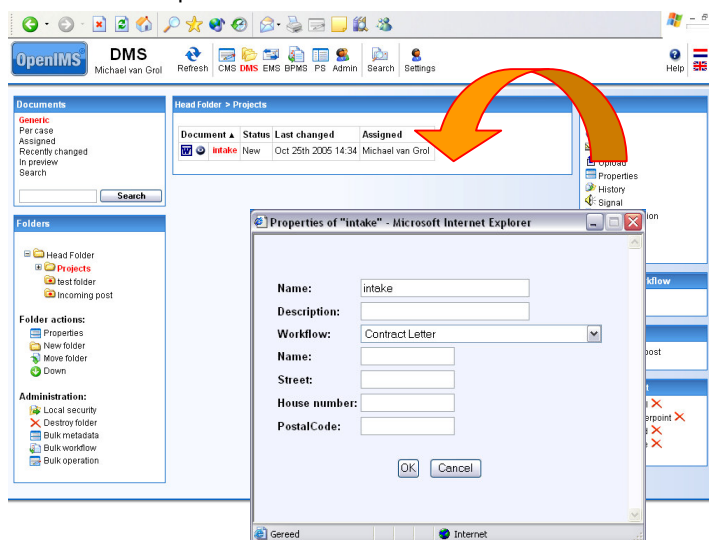 OpenIMS DMS
Michael van Grol
Refresh CMS DMS EMS BPMS PS Admin Search Settings Help
Documents
Generic
Per case
Assigned
Recently changed
In preview
Search
Search
Head Folder > Projects
Document ▲ Status Last changed Assigned
intake New Oct 25th 2005 14:34 Michael van Grol
Upload
Properties
History
Signal
Folders
Head Folder
Projects
test folder
Incoming post
Folder actions:
Properties
New folder
Move folder
Down
Administration:
Local security
Destroy folder
Bulk metadata
Bulk workflow
Bulk operation
Properties of "intake" - Microsoft Internet Explorer
Name: intake
Description:
Workflow: Contract Letter
Name:
Street:
House number:
PostalCode:
OK Cancel
Gereed Internet